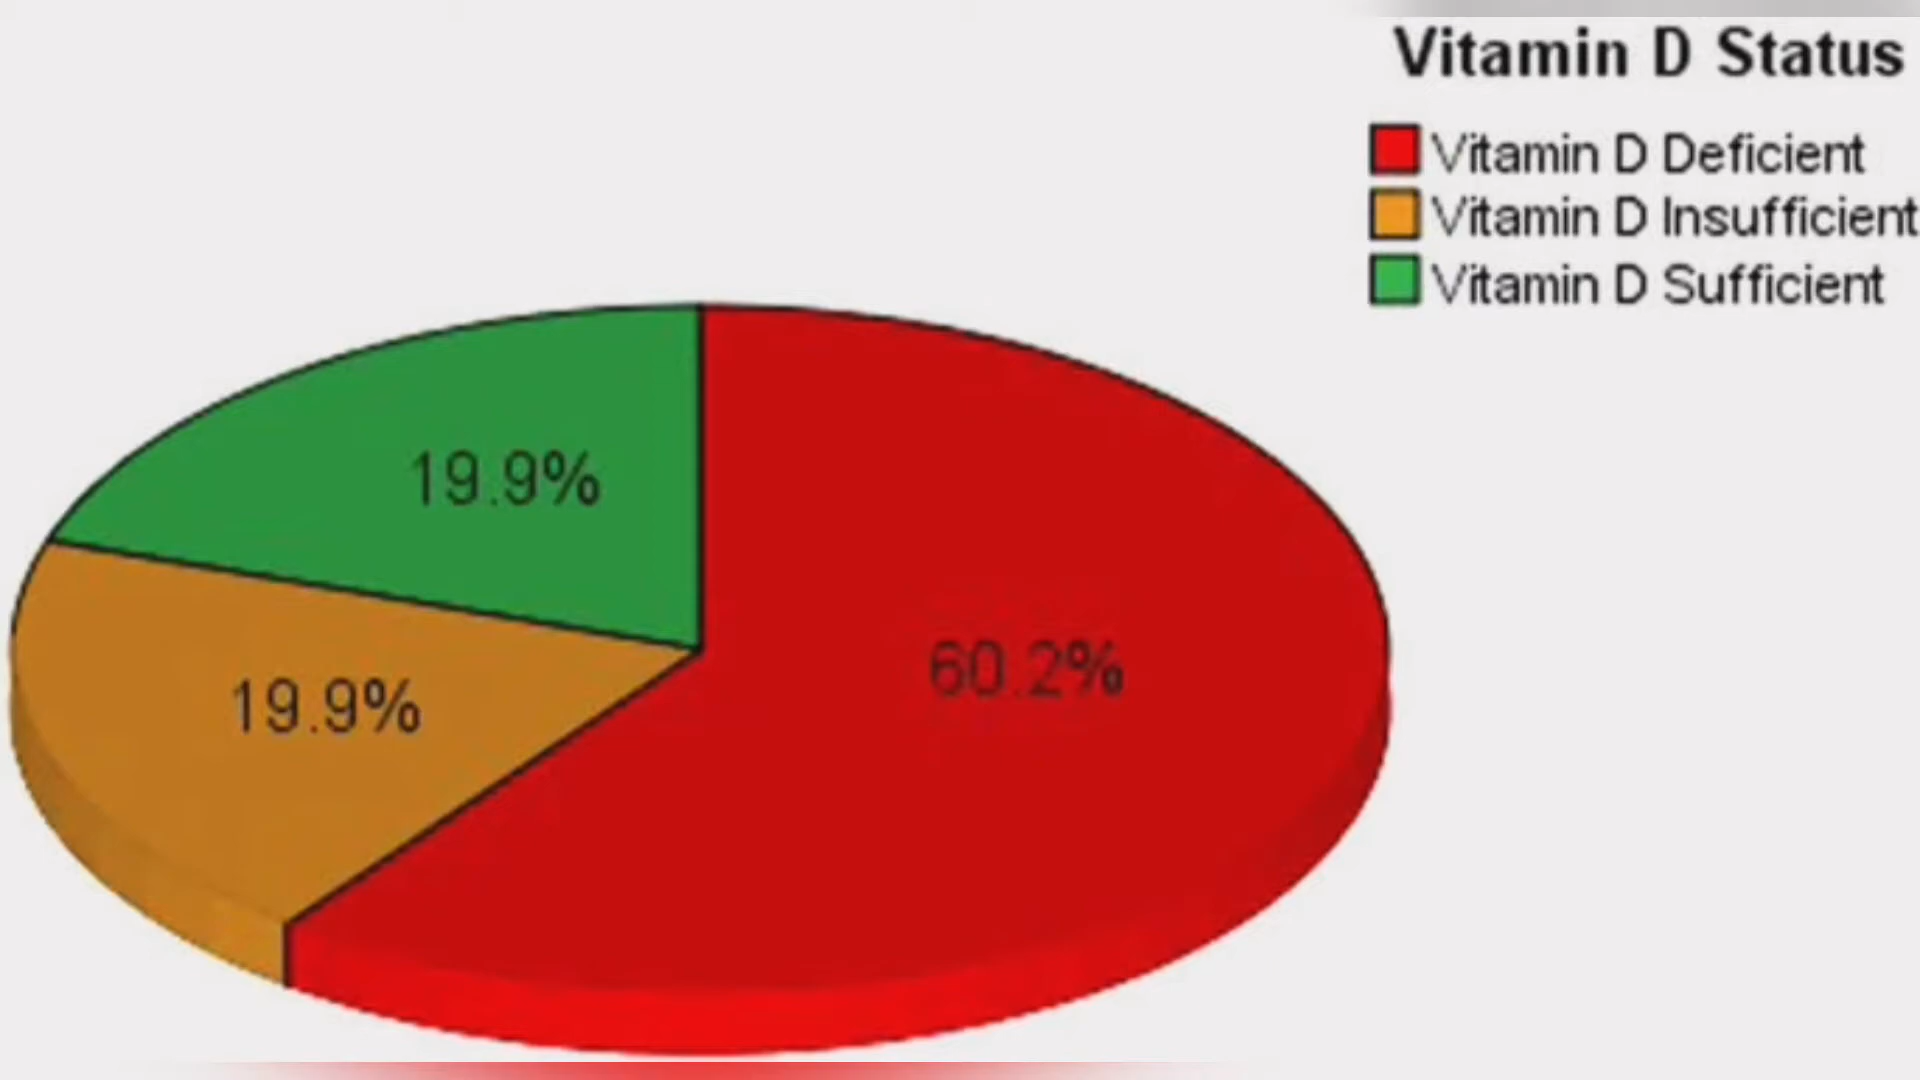 Vitamin D Status
Vitamin D Deficient
Vitamin D Insufficient
Vitamin D Sufficient
19.9%
60.2%
19.9%